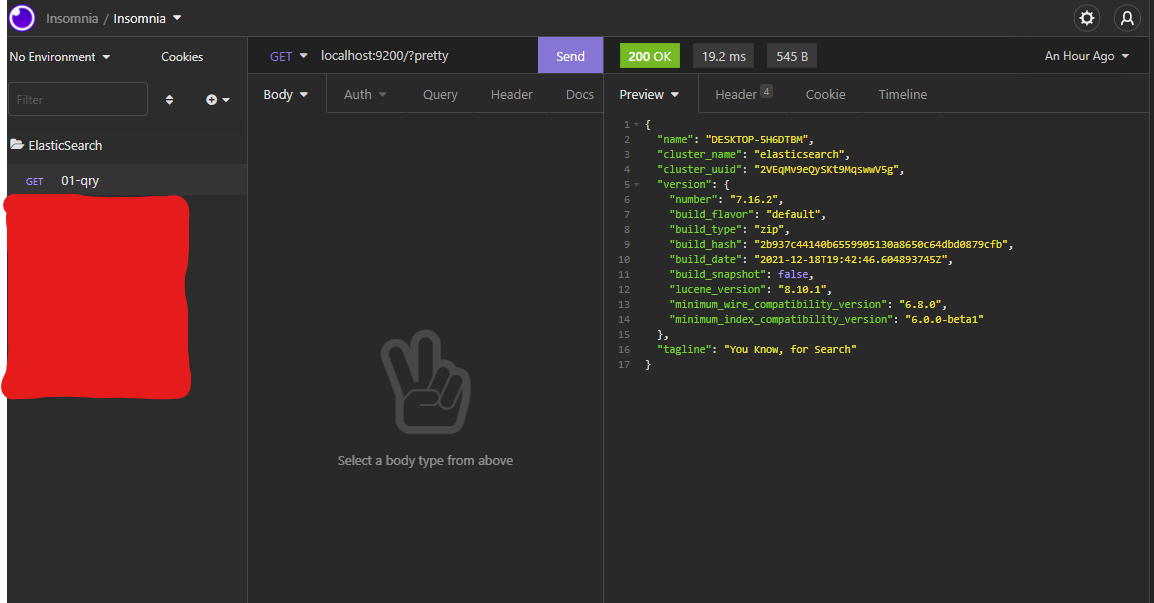 Insomnia / Insomnia
No Environment
Cookies
Filter
ElasticSearch
GET 01-qry
GET localhost:9200/?pretty Send
Body Auth Query Header Docs
Select a body type from above
200 OK 19.2 ms 545 B An Hour Ago
Preview Header 4 Cookie Timeline
1 {
2 "name": "DESKTOP-5H6DTBM",
3 "cluster_name": "elasticsearch",
4 "cluster_uuid": "2VEqMv9eQySKt9MqswwV5g",
5 "version": {
6 "number": "7.16.2",
7 "build_flavor": "default",
8 "build_type": "zip",
9 "build_hash": "2b937c44140b6559905130a8650c64dbd0879cfb",
10 "build_date": "2021-12-18T19:42:46.604893745Z",
11 "build_snapshot": false,
12 "lucene_version": "8.10.1",
13 "minimum_wire_compatibility_version": "6.8.0",
14 "minimum_index_compatibility_version": "6.0.0-beta1"
15 },
16 "tagline": "You Know, for Search"
17 }